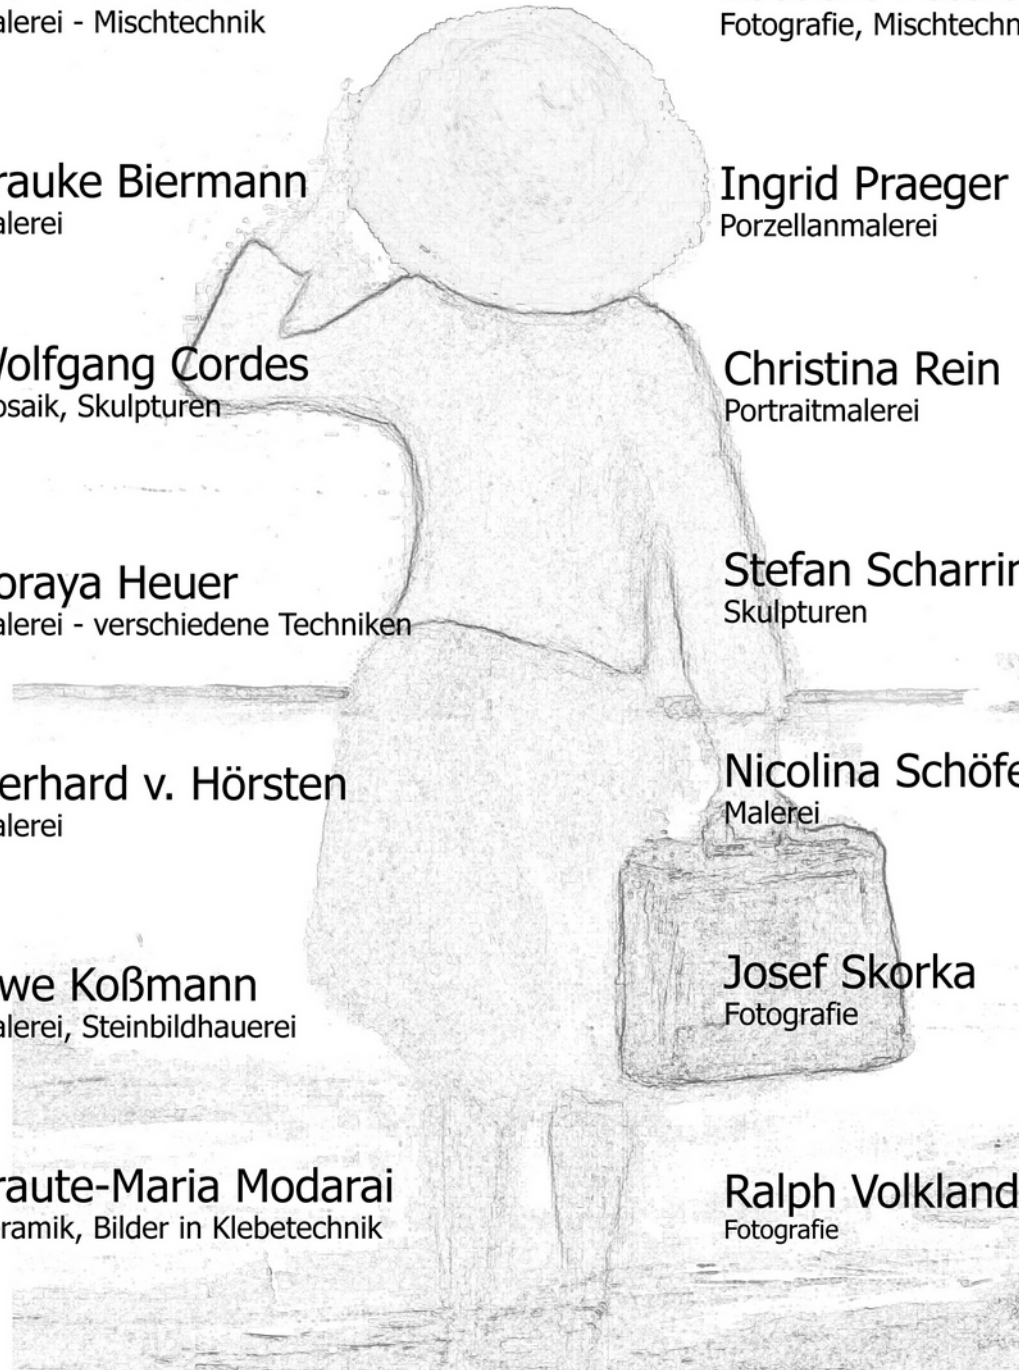 alerei - Mischtechnik
rauke Biermann
alerei
Wolfgang Cordes
osaik, Skulpturen
oraya Heuer
alerei - verschiedene Techniken
erhard v. Hörsten
alerei
we Koßmann
alerei, Steinbildhauerei
raute-Maria Modarai
ramik, Bilder in Klebetechnik
Fotografie, Mischtechn
Ingrid Praeger
Porzellanmalerei
Christina Rein
Portraitmalerei
Stefan Scharrin
Skulpturen
Nicolina Schöfe
Malerei
Josef Skorka
Fotografie
Ralph Volkland
Fotografie